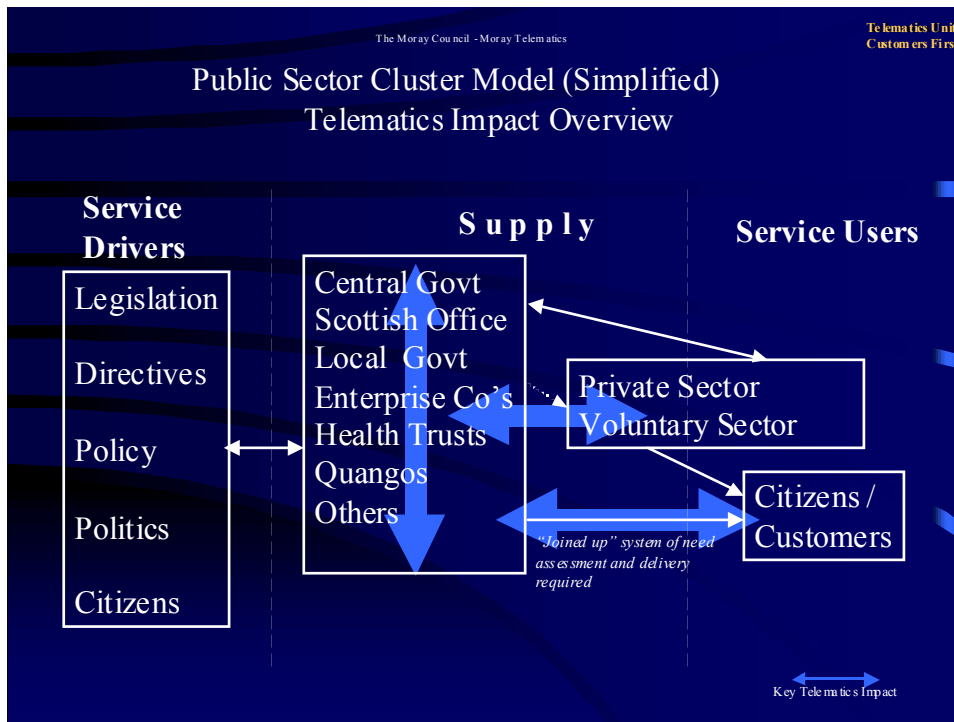 The Moray Council - Moray Telematics
Telematics Unit
Customers Firs
Public Sector Cluster Model (Simplified)
Telematics Impact Overview
Service
Drivers
Legislation
Directives
Policy
Politics
Citizens
Supply
Central Govt
Scottish Office
Local Govt
Enterprise Co's
Health Trusts
Quangos
Others
Service Users
Private Sector
Voluntary Sector
Citizens /
Customers
"Joined up" system of need
assessment and delivery
required
Key Telematics Impact